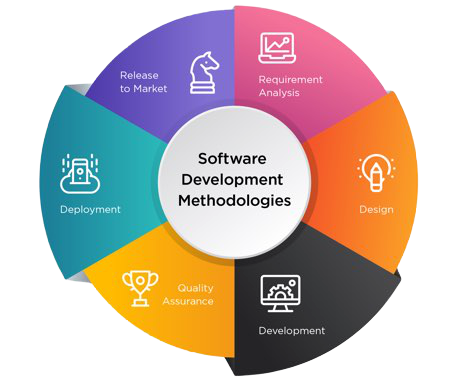 Software
Development
Methodologies
Requirement
Analysis
Design
Development
Quality
Assurance
Deployment
Release
to Market